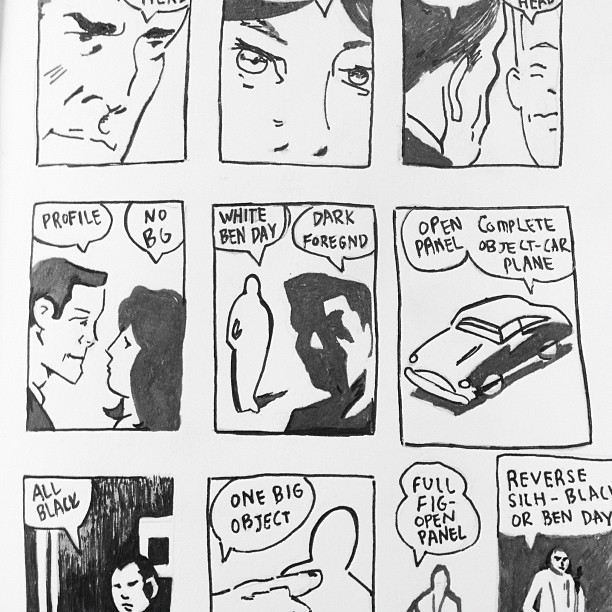 HEAD
PROFILE
NO
BG
WHITE
BEN DAY
DARK
FOREGND
OPEN
PANEL
COMPLETE
OBJECT-CAR
PLANE
ALL
BLACK
ONE BIG
OBJECT
FULL
FIG-
OPEN
PANEL
REVERSE
SILH-BLACK
OR BEN DAY